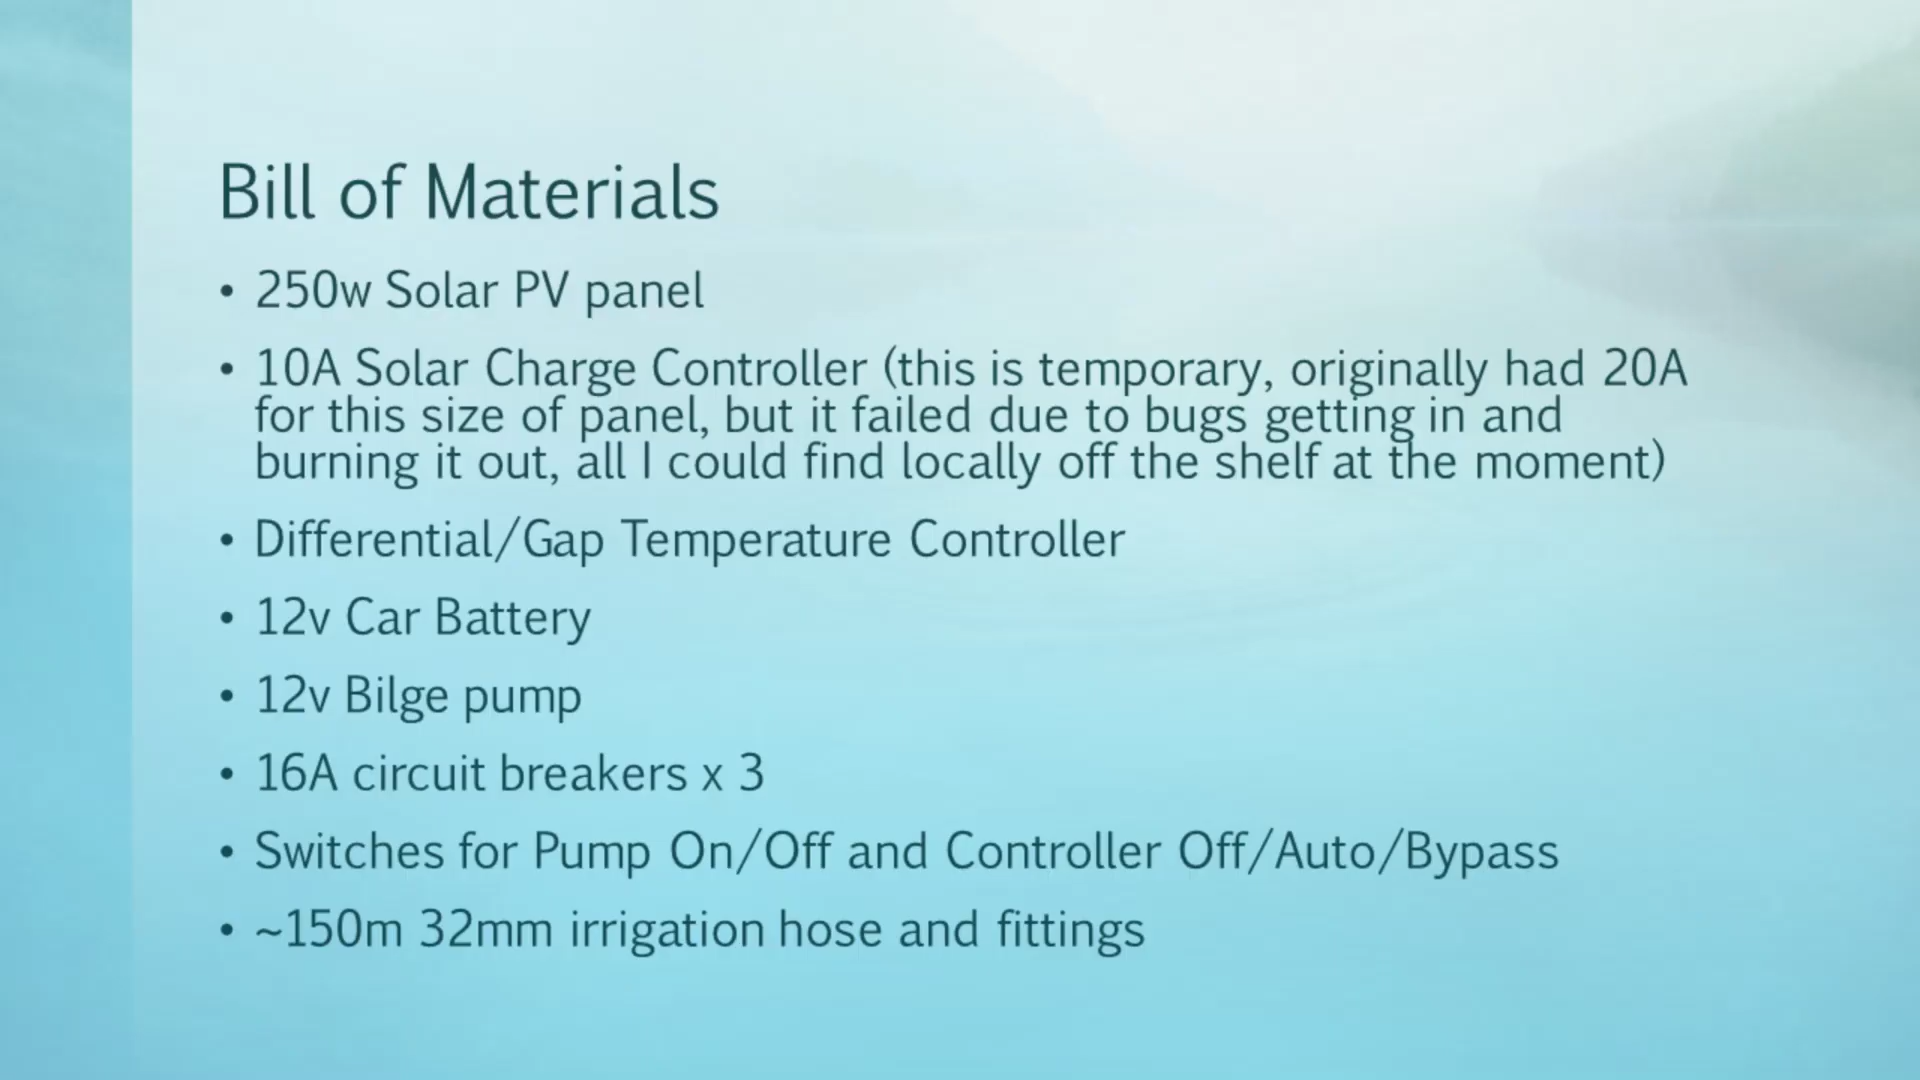 Bill of Materials
• 250w Solar PV panel
• 10A Solar Charge Controller (this is temporary, originally had 20A
for this size of panel, but it failed due to bugs getting in and
burning it out, all I could find locally off the shelf at the moment)
• Differential/Gap Temperature Controller
• 12v Car Battery
• 12v Bilge pump
• 16A circuit breakers x 3
• Switches for Pump On/Off and Controller Off/Auto/Bypass
• ~150m 32mm irrigation hose and fittings